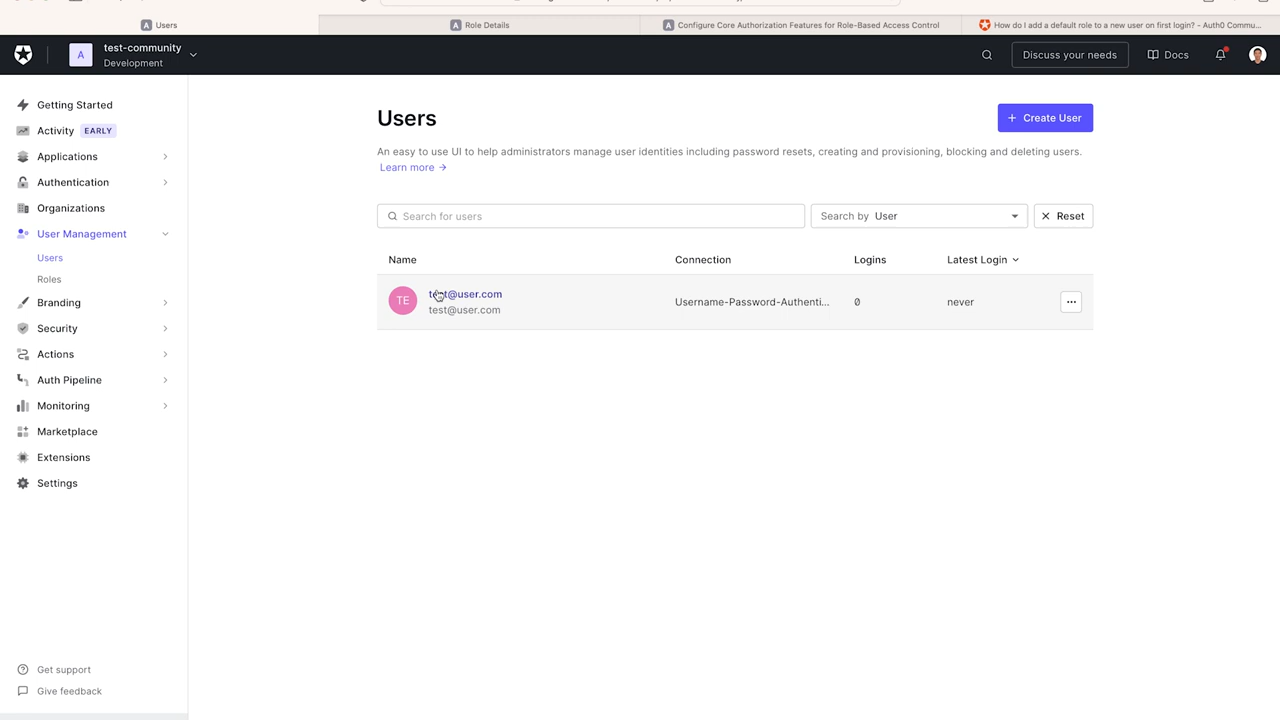 Users
Role Details
Configure Core Authorization Features for Role-Based Access Control
How do I add a default role to a new user on first login? - Auth0 Commu...
A
test-community
Development
Discuss your needs
Docs
Getting Started
Activity EARLY
Applications
Authentication
Organizations
User Management
Users
Roles
Branding
Security
Actions
Auth Pipeline
Monitoring
Marketplace
Extensions
Settings
Get support
Give feedback
Users
+ Create User
An easy to use UI to help administrators manage user identities including password resets, creating and provisioning, blocking and deleting users.
Learn more →
Search for users
Search by User
Reset
Name
Connection
Logins
Latest Login
TE
test@user.com
test@user.com
Username-Password-Authenti...
0
never